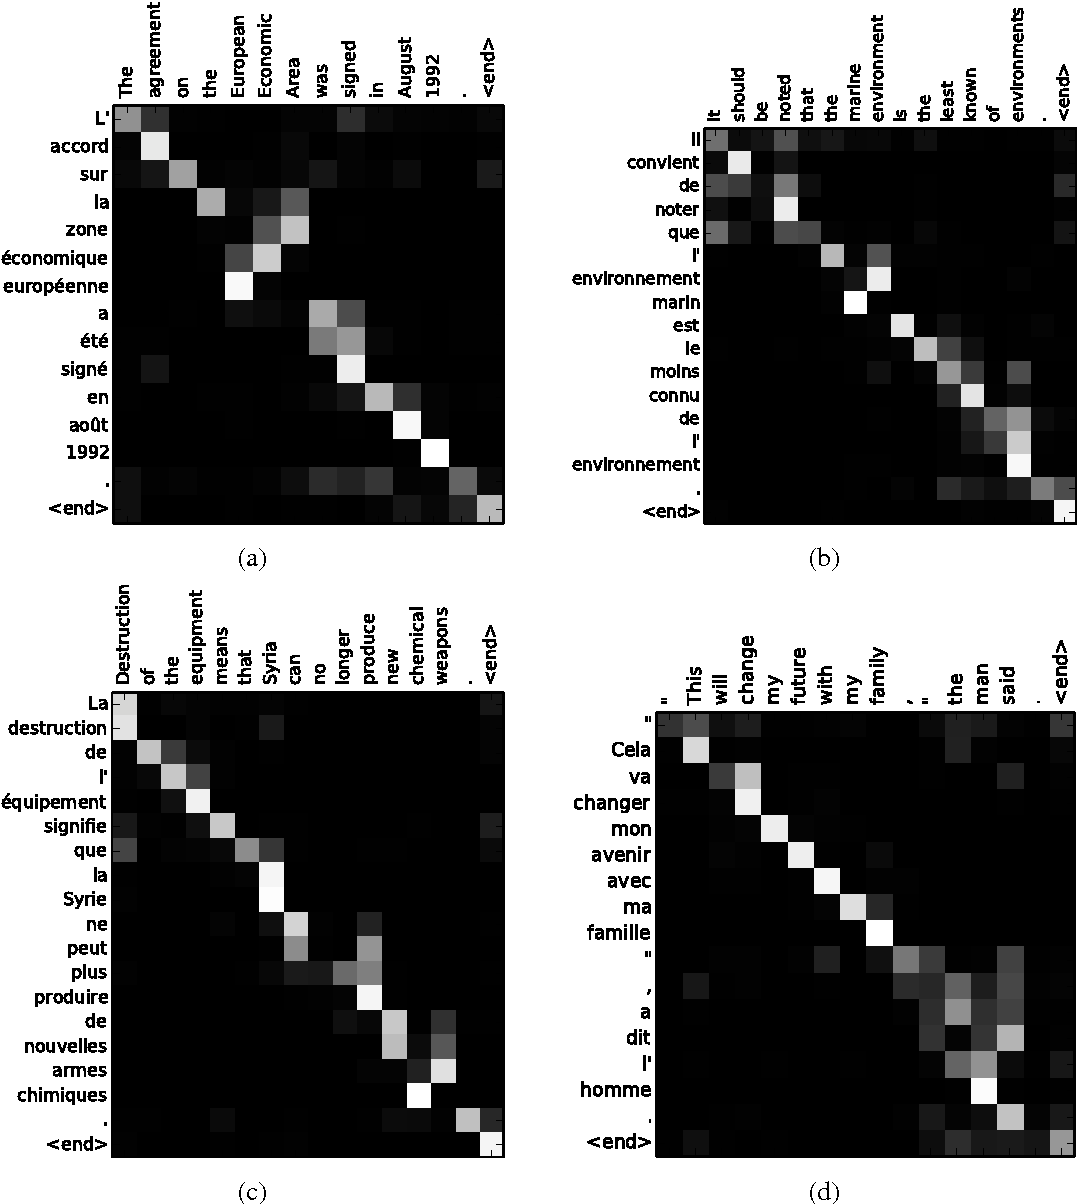 The agreement on the European Economic Area was signed in August 1992 . <end>
L'
accord
sur
la
zone
économique
européenne
a
été
signé
en
août
1992
.
<end>
(a)
It should be noted that the marine environment is the least known of environments . <end>
Il
convient
de
noter
que
l'
environnement
marin
est
le
moins
connu
de
l'
environnement
.
<end>
(b)
Destruction of the equipment means that Syria can no longer produce new chemical weapons . <end>
La
destruction
de
l'
équipement
signifie
que
la
Syrie
ne
peut
plus
produire
de
nouvelles
armes
chimiques
.
<end>
(c)
" This will change my future with my family , " the man said . <end>
"
Cela
va
changer
mon
avenir
avec
ma
famille
"
,
a
dit
l'
homme
.
<end>
(d)